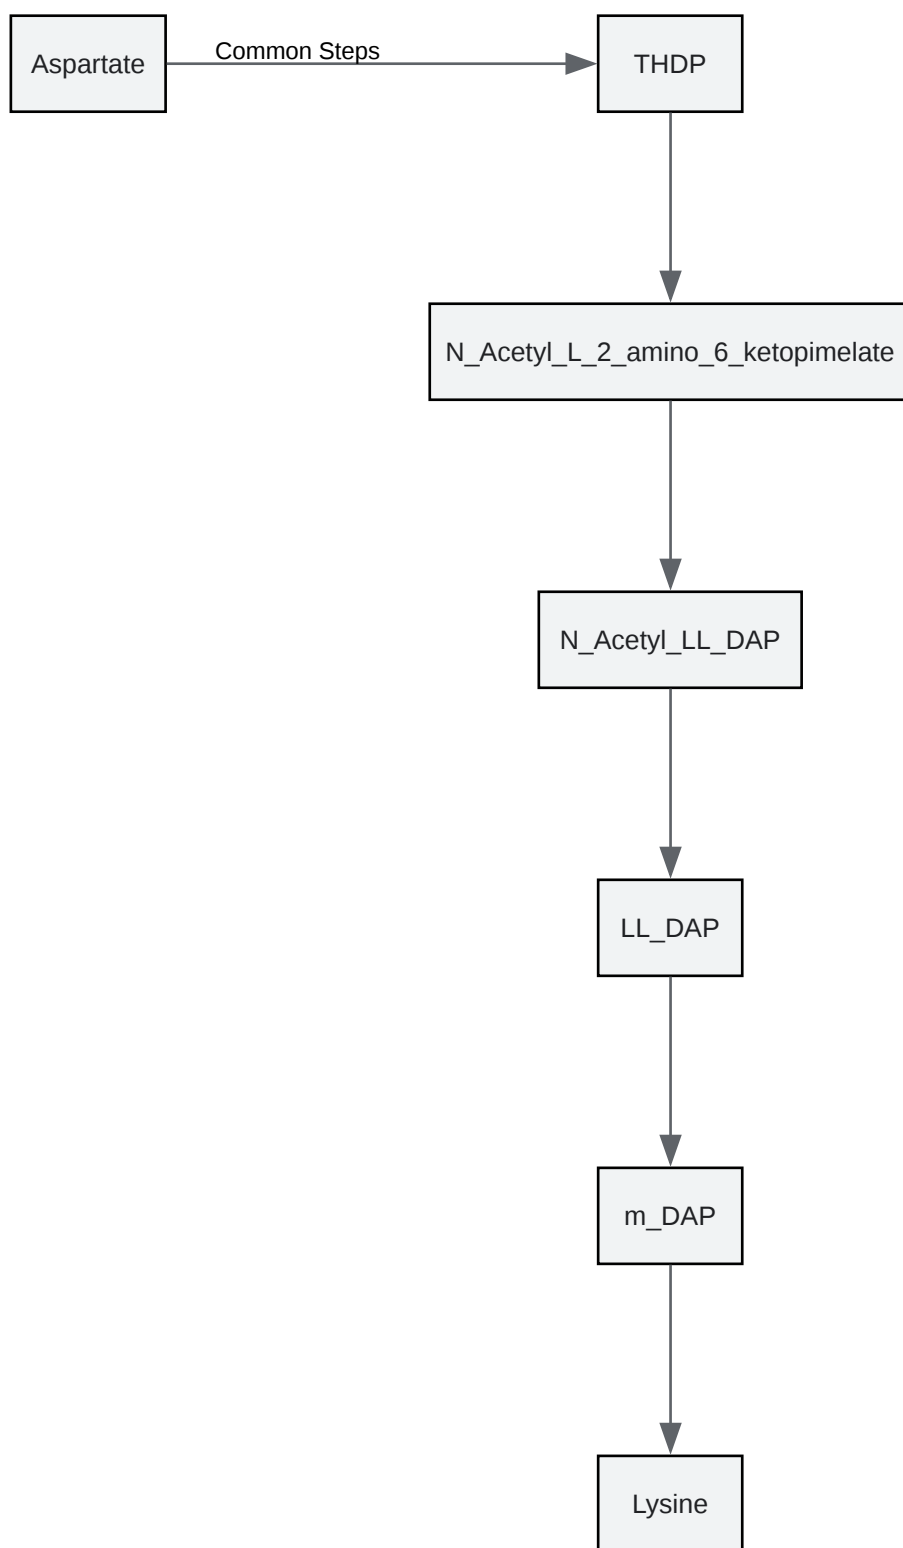 Aspartate
Common Steps
THDP
N_Acetyl_L_2_amino_6_ketopimelate
N_Acetyl_LL_DAP
LL_DAP
m_DAP
Lysine